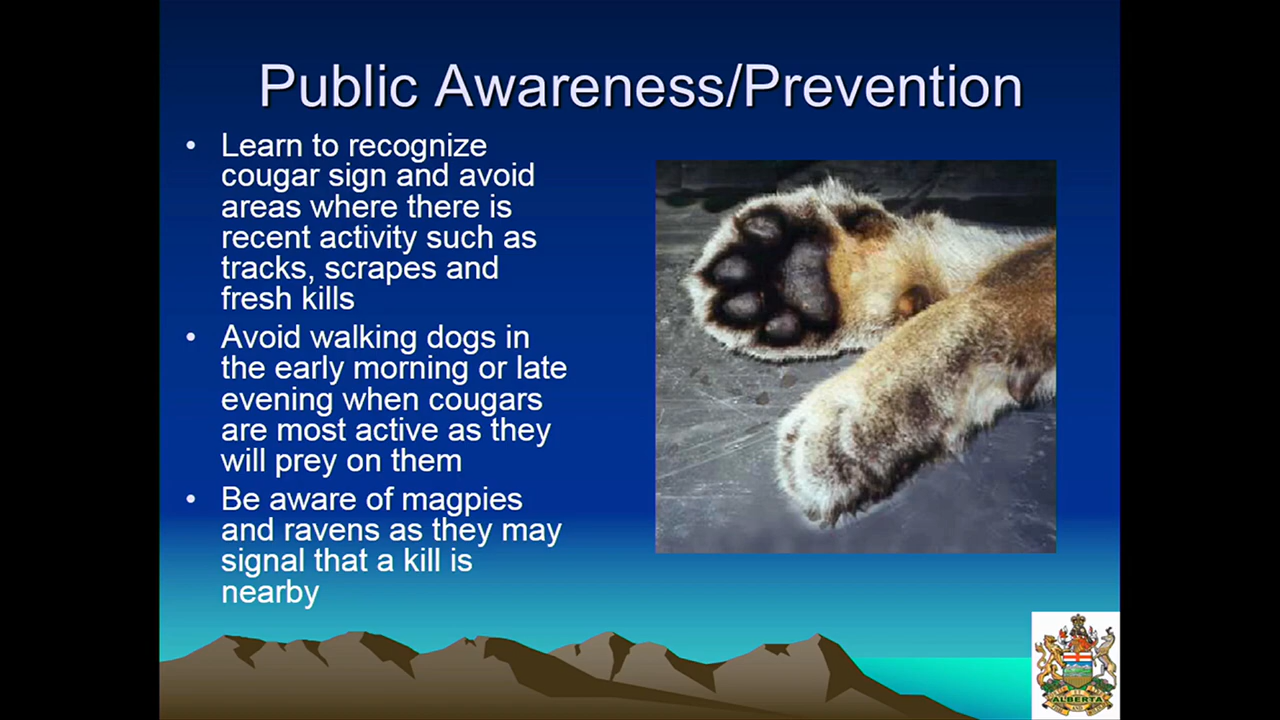 Public Awareness/Prevention
• Learn to recognize
cougar sign and avoid
areas where there is
recent activity such as
tracks, scrapes and
fresh kills
• Avoid walking dogs in
the early morning or late
evening when cougars
are most active as they
will prey on them
• Be aware of magpies
and ravens as they may
signal that a kill is
nearby
ALBERTA